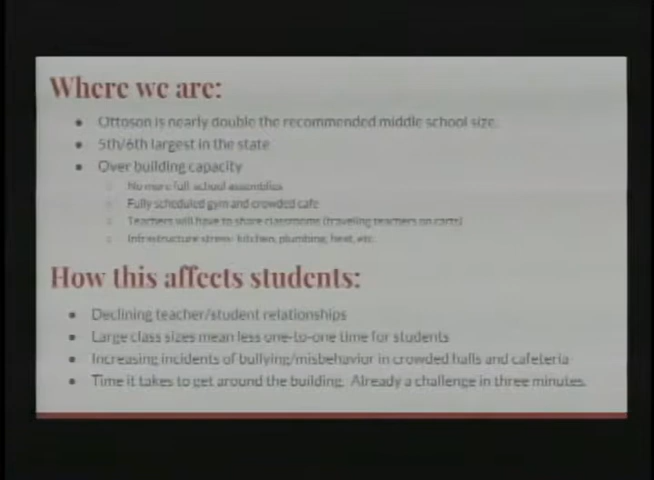 Where we are:
Ottoson is nearly double the recommended middle school size.
5th/6th largest in the state
Over building capacity
No more full school assemblies
Fully scheduled gym and crowded cafe
Teachers will have to share classrooms (traveling teachers on carts)
Infrastructure stress: kitchen, plumbing, heat, etc.
How this affects students:
Declining teacher/student relationships
Large class sizes mean less one-to-one time for students
Increasing incidents of bullying/misbehavior in crowded halls and cafeteria
Time it takes to get around the building. Already a challenge in three minutes.